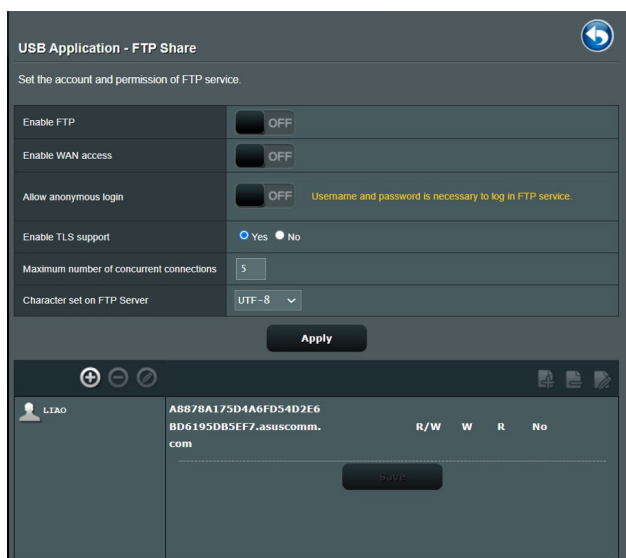 USB Application - FTP Share
Set the account and permission of FTP service.
Enable FTP
OFF
Enable WAN access
OFF
Allow anonymous login
OFF
Username and password is necessary to log in FTP service.
Enable TLS support
Yes No
Maximum number of concurrent connections
5
Character set on FTP Server
UTF-8
Apply
LIAO
A8878A175D4A6FD54D2E6
BD6195DB5EF7.asuscomm.
com
R/W W R No
Save